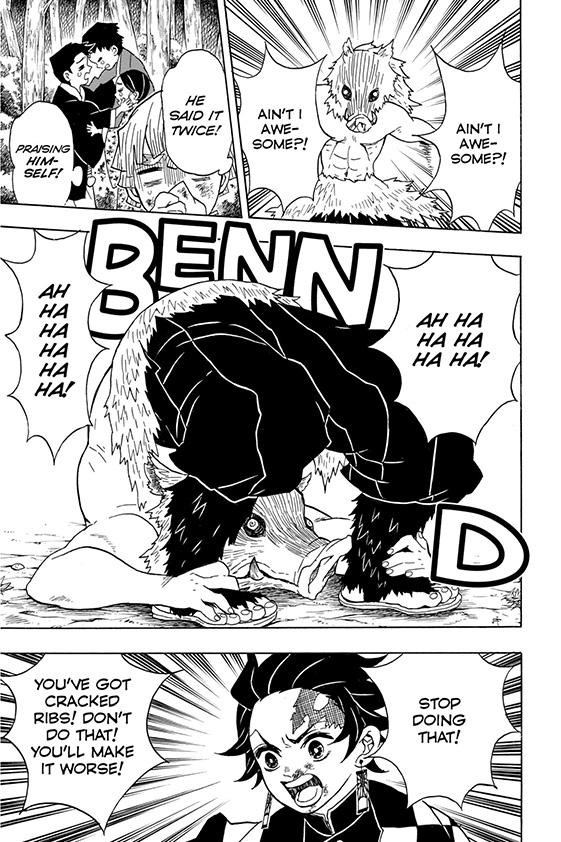 AIN'T I
AWE-
SOME?!
AIN'T I
AWE-
SOME?!
HE
SAID IT
TWICE!
PRAISING
HIM-
SELF!
BENN
D
AH HA
HA HA
HA HA!
AH
HA
HA
HA
HA
HA!
STOP
DOING
THAT!
YOU'VE GOT
CRACKED
RIBS! DON'T
DO THAT!
YOU'LL MAKE
IT WORSE!